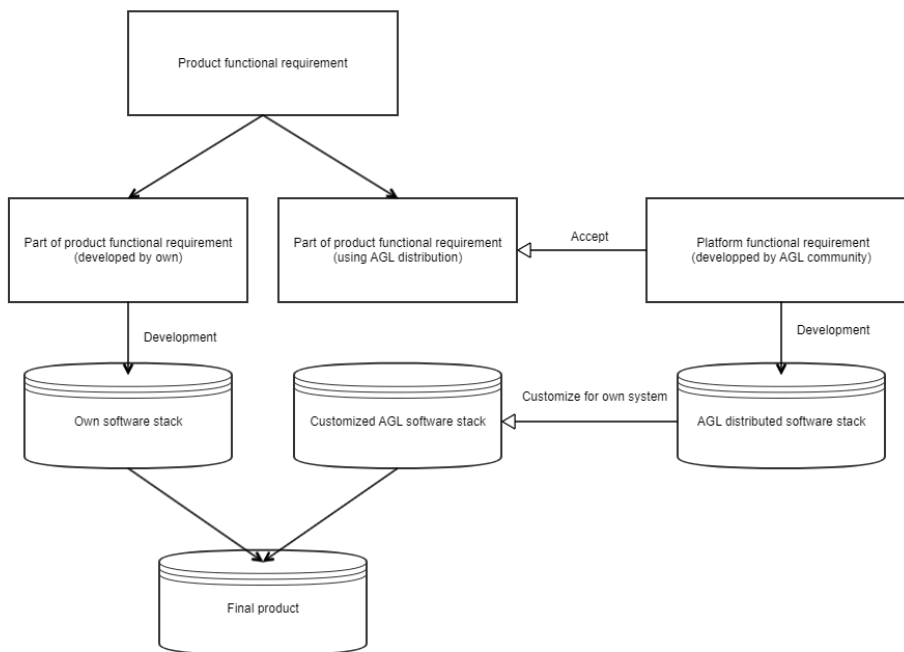 Product functional requirement
Part of product functional requirement
(developed by own)
Part of product functional requirement
(using AGL distribution)
Accept
Platform functional requirement
(developped by AGL community)
Development
Development
Own software stack
Customized AGL software stack
Customize for own system
AGL distributed software stack
Final product